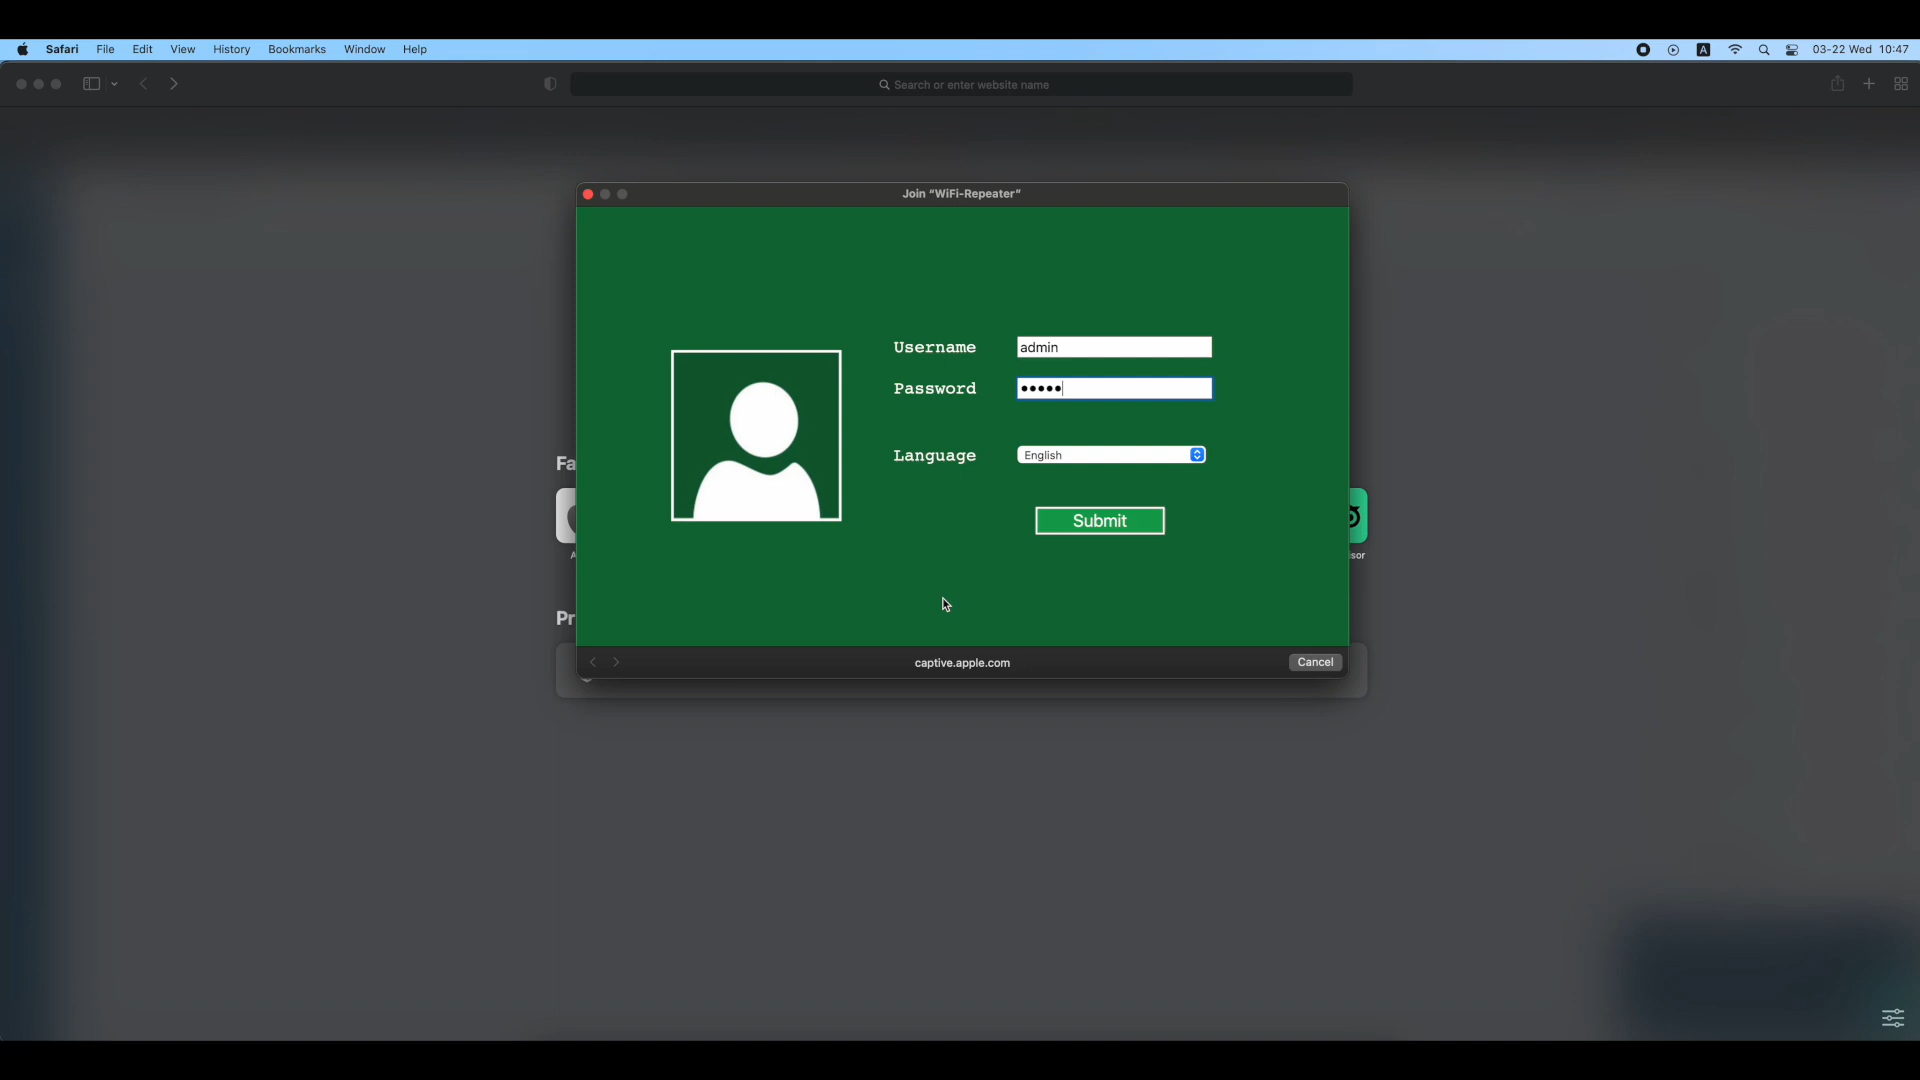 Safari File Edit View History Bookmarks Window Help A 03-22 Wed 10:47
Search or enter website name
Join “WiFi-Repeater”
Username admin
Password •••••
Fa
Language English
Submit
A
isor
Pr
captive.apple.com Cancel